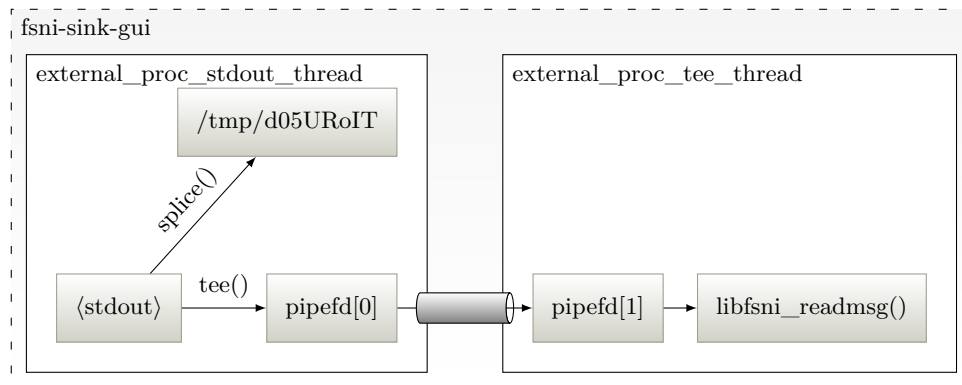 fsni-sink-gui
external_proc_stdout_thread
external_proc_tee_thread
/tmp/d05URoIT
splice()
tee()
⟨stdout⟩
pipefd[0]
pipefd[1]
libfsni_readmsg()